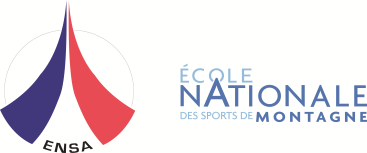 ENSA
ÉCOLE
NATIONALE
DES SPORTS DE MONTAGNE